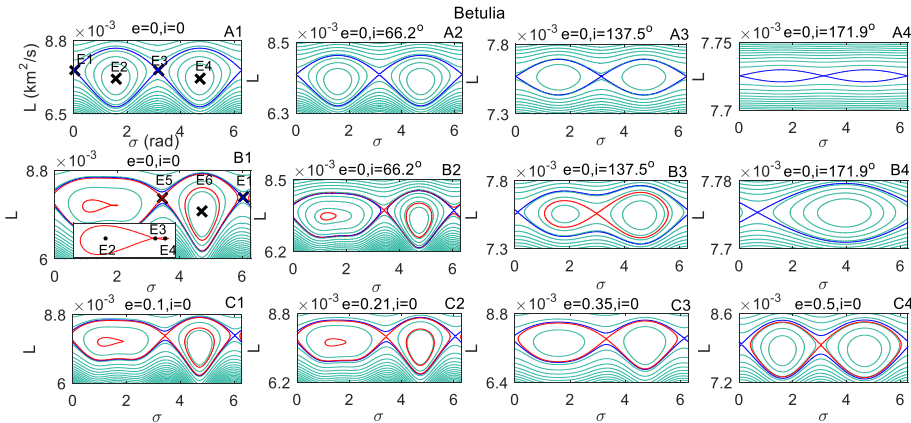 Betulia
×10⁻³ e=0,i=0 A1
8.8
L (km²/s)
6.5
E1 E2 E3 E4
0 2 4 6
σ (rad)
×10⁻³ e=0,i=66.2° A2
8.5
L
6.3
0 2 4 6
×10⁻³ e=0,i=137.5° A3
7.8
L
7.3
0 2 4 6
×10⁻³ e=0,i=171.9° A4
7.75
L
7.7
0 2 4 6
×10⁻³ e=0,i=0 B1
8.8
L
6
E5 E6 E1
E3
E2 E4
0 2 4 6
σ
×10⁻³ e=0,i=66.2° B2
8.5
L
6.2
0 2 4 6
σ
×10⁻³ e=0,i=137.5° B3
7.8
L
7.3
0 2 4 6
σ
×10⁻³ e=0,i=171.9° B4
7.78
L
7.7
0 2 4 6
σ
×10⁻³ e=0.1,i=0 C1
8.8
L
6
0 2 4 6
σ
×10⁻³ e=0.21,i=0 C2
8.8
L
6.2
0 2 4 6
σ
×10⁻³ e=0.35,i=0 C3
8.8
L
6.4
0 2 4 6
σ
×10⁻³ e=0.5,i=0 C4
8.6
L
7.2
0 2 4 6
σ